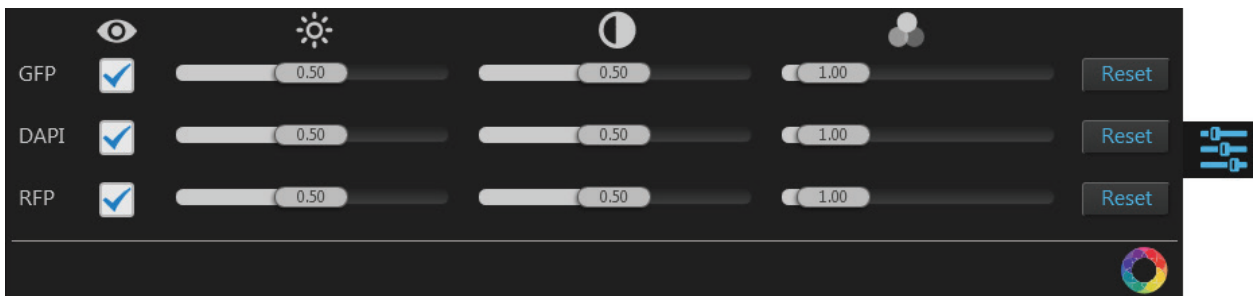 GFP 0.50 0.50 1.00 Reset
DAPI 0.50 0.50 1.00 Reset
RFP 0.50 0.50 1.00 Reset